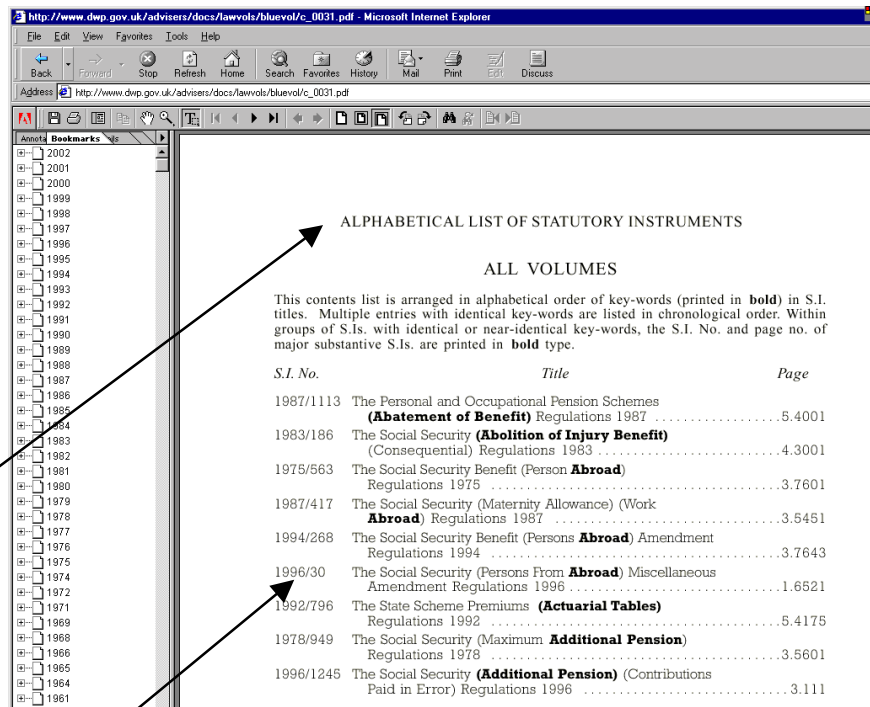 http://www.dwp.gov.uk/advisers/docs/lawvols/bluevol/c_0031.pdf - Microsoft Internet Explorer
File Edit View Favorites Tools Help
Back Forward Stop Refresh Home Search Favorites History Mail Print Edit Discuss
Address http://www.dwp.gov.uk/advisers/docs/lawvols/bluevol/c_0031.pdf
Annota Bookmarks
2002
2001
2000
1999
1998
1997
1996
1995
1994
1993
1992
1991
1990
1989
1988
1987
1986
1985
1984
1983
1982
1981
1980
1979
1978
1977
1976
1975
1974
1972
1971
1969
1968
1966
1965
1964
1961
ALPHABETICAL LIST OF STATUTORY INSTRUMENTS
ALL VOLUMES
This contents list is arranged in alphabetical order of key-words (printed in bold) in S.I.
titles. Multiple entries with identical key-words are listed in chronological order. Within
groups of S.Is. with identical or near-identical key-words, the S.I. No. and page no. of
major substantive S.Is. are printed in bold type.
S.I. No. Title Page
1987/1113 The Personal and Occupational Pension Schemes
(Abatement of Benefit) Regulations 1987 .................5.4001
1983/186 The Social Security (Abolition of Injury Benefit)
(Consequential) Regulations 1983 .........................4.3001
1975/563 The Social Security Benefit (Person Abroad)
Regulations 1975 ........................................3.7601
1987/417 The Social Security (Maternity Allowance) (Work
Abroad) Regulations 1987 ...............................3.5451
1994/268 The Social Security Benefit (Persons Abroad) Amendment
Regulations 1994 ........................................3.7643
1996/30 The Social Security (Persons From Abroad) Miscellaneous
Amendment Regulations 1996 .............................1.6521
1992/796 The State Scheme Premiums (Actuarial Tables)
Regulations 1992 ........................................5.4175
1978/949 The Social Security (Maximum Additional Pension)
Regulations 1978 ........................................3.5601
1996/1245 The Social Security (Additional Pension) (Contributions
Paid in Error) Regulations 1996 ........................... 3.111